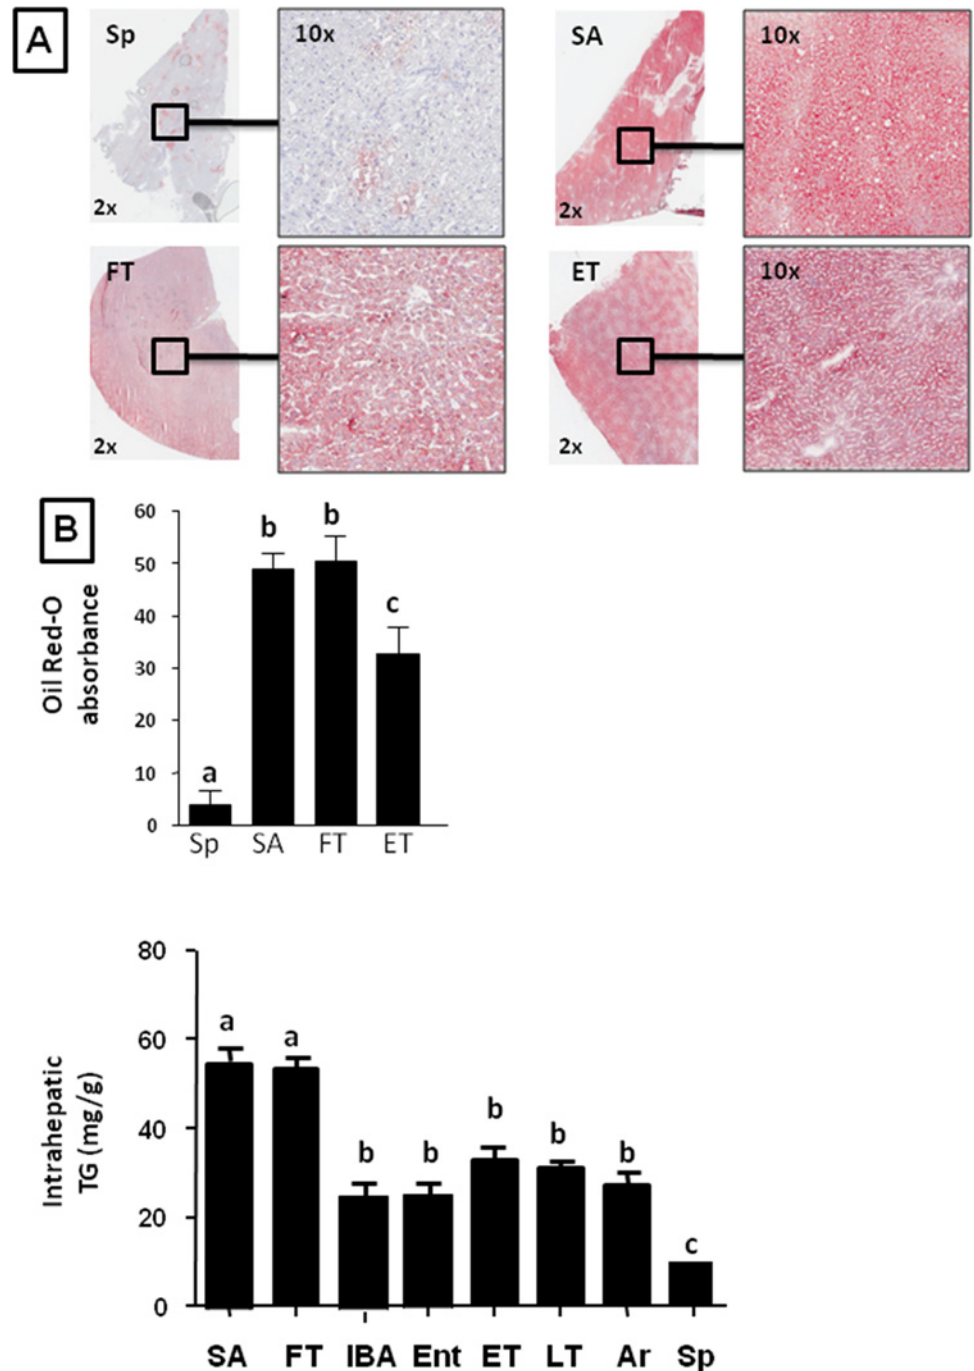 A
Sp
10x
2x
SA
10x
2x
FT
2x
ET
10x
2x
B
Oil Red-O
absorbance
60
50
40
30
20
10
0
a
b
b
c
Sp SA FT ET
Intrahepatic
TG (mg/g)
80
60
40
20
0
a
a
b
b
b
b
b
c
SA FT IBA Ent ET LT Ar Sp